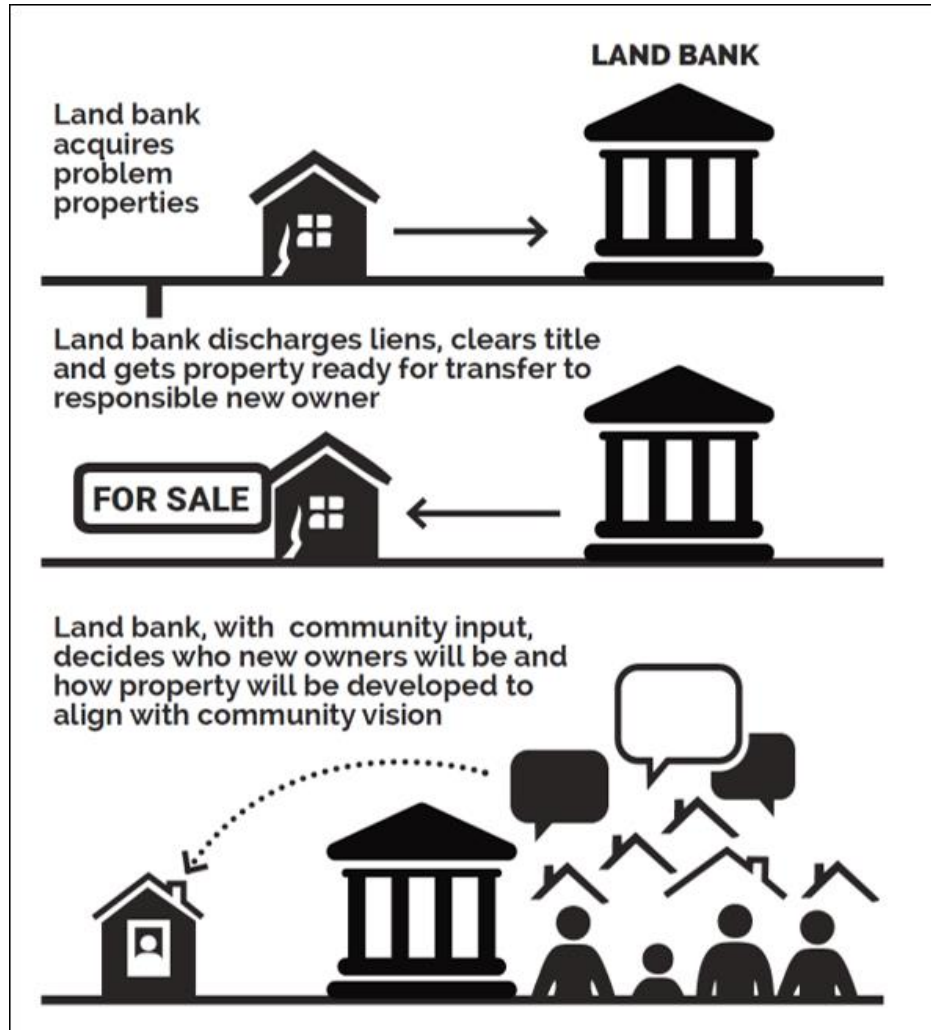 LAND BANK
Land bank
acquires
problem
properties
Land bank discharges liens, clears title
and gets property ready for transfer to
responsible new owner
FOR SALE
Land bank, with community input,
decides who new owners will be and
how property will be developed to
align with community vision